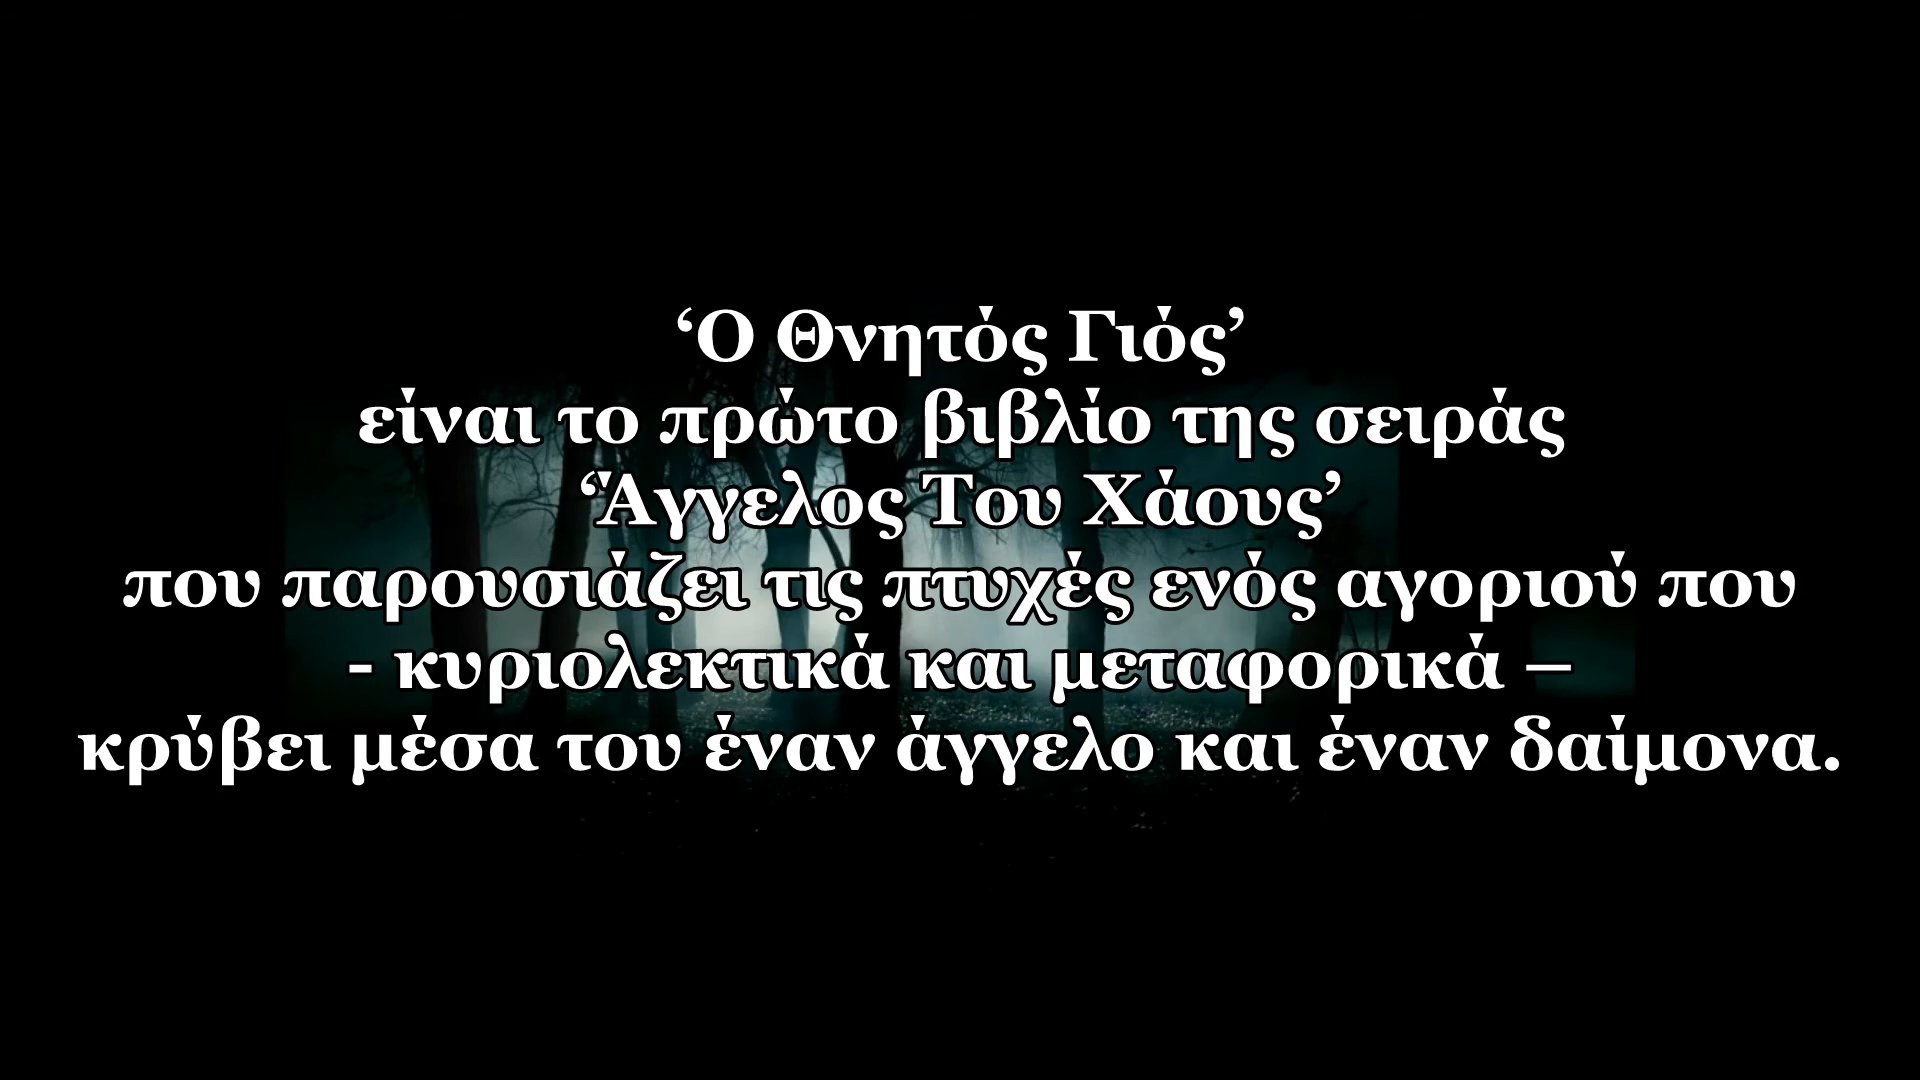 ‘Ο Θνητός Γιός’
είναι το πρώτο βιβλίο της σειράς
‘Άγγελος Του Χάους’
που παρουσιάζει τις πτυχές ενός αγοριού που
- κυριολεκτικά και μεταφορικά –
κρύβει μέσα του έναν άγγελο και έναν δαίμονα.